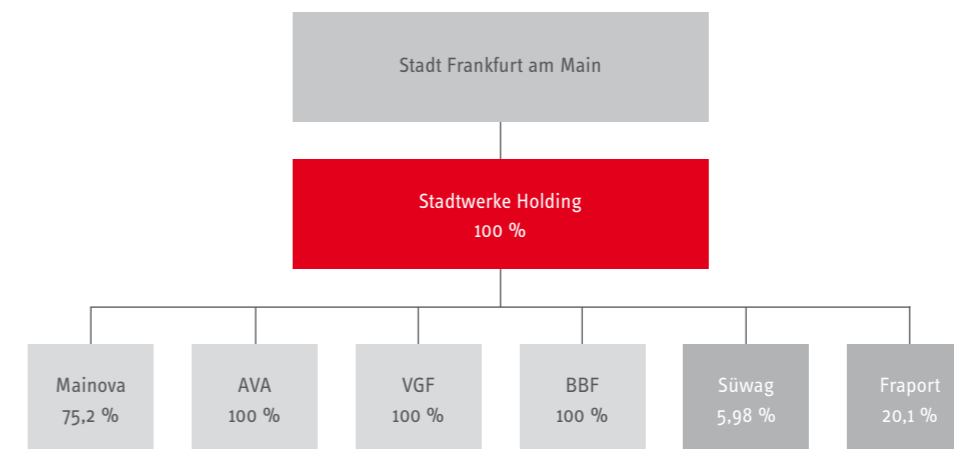 Stadt Frankfurt am Main
Stadtwerke Holding
100 %
Mainova
75,2 %
AVA
100 %
VGF
100 %
BBF
100 %
Süwag
5,98 %
Fraport
20,1 %